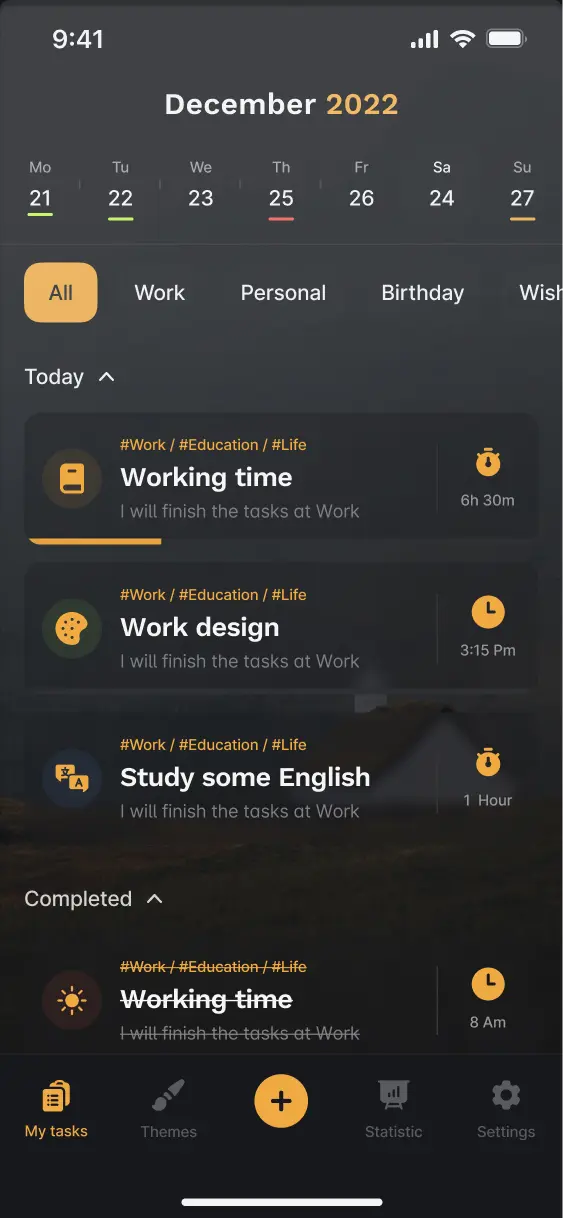 9:41
December 2022
Mo Tu We Th Fr Sa Su
21 22 23 25 26 24 27
All Work Personal Birthday Wish
Today
#Work / #Education / #Life
Working time
I will finish the tasks at Work
6h 30m
#Work / #Education / #Life
Work design
I will finish the tasks at Work
3:15 Pm
文
A
#Work / #Education / #Life
Study some English
I will finish the tasks at Work
1 Hour
Completed
#Work / #Education / #Life
Working time
I will finish the tasks at Work
8 Am
My tasks Themes + Statistic Settings